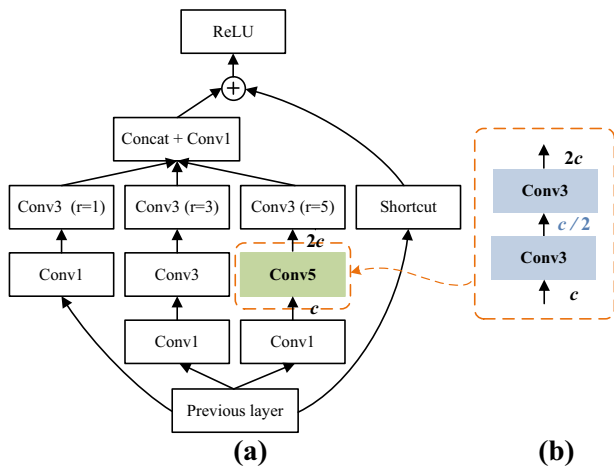 ReLU
+
Concat + Conv1
Conv3 (r=1)
Conv3 (r=3)
Conv3 (r=5)
Shortcut
2c
Conv1
Conv3
Conv5
c
Conv1
Conv1
Previous layer
(a)
2c
Conv3
c / 2
Conv3
c
(b)